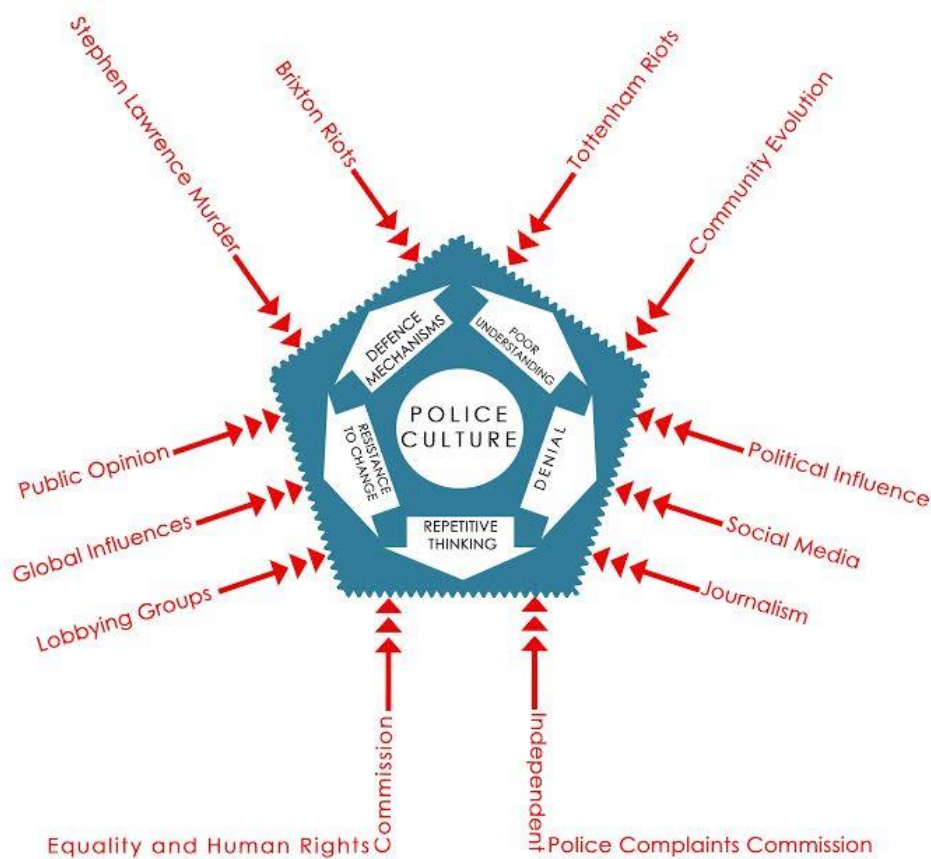 Stephen Lawrence Murder
Brixton Riots
Tottenham Riots
Community Evolution
DEFENCE
MECHANISMS
POOR
UNDERSTANDING
POLICE
CULTURE
RESISTANCE
TO CHANGE
DENIAL
REPETITIVE
THINKING
Public Opinion
Global Influences
Lobbying Groups
Political Influence
Social Media
Journalism
Equality and Human Rights Commission
Independent Police Complaints Commission